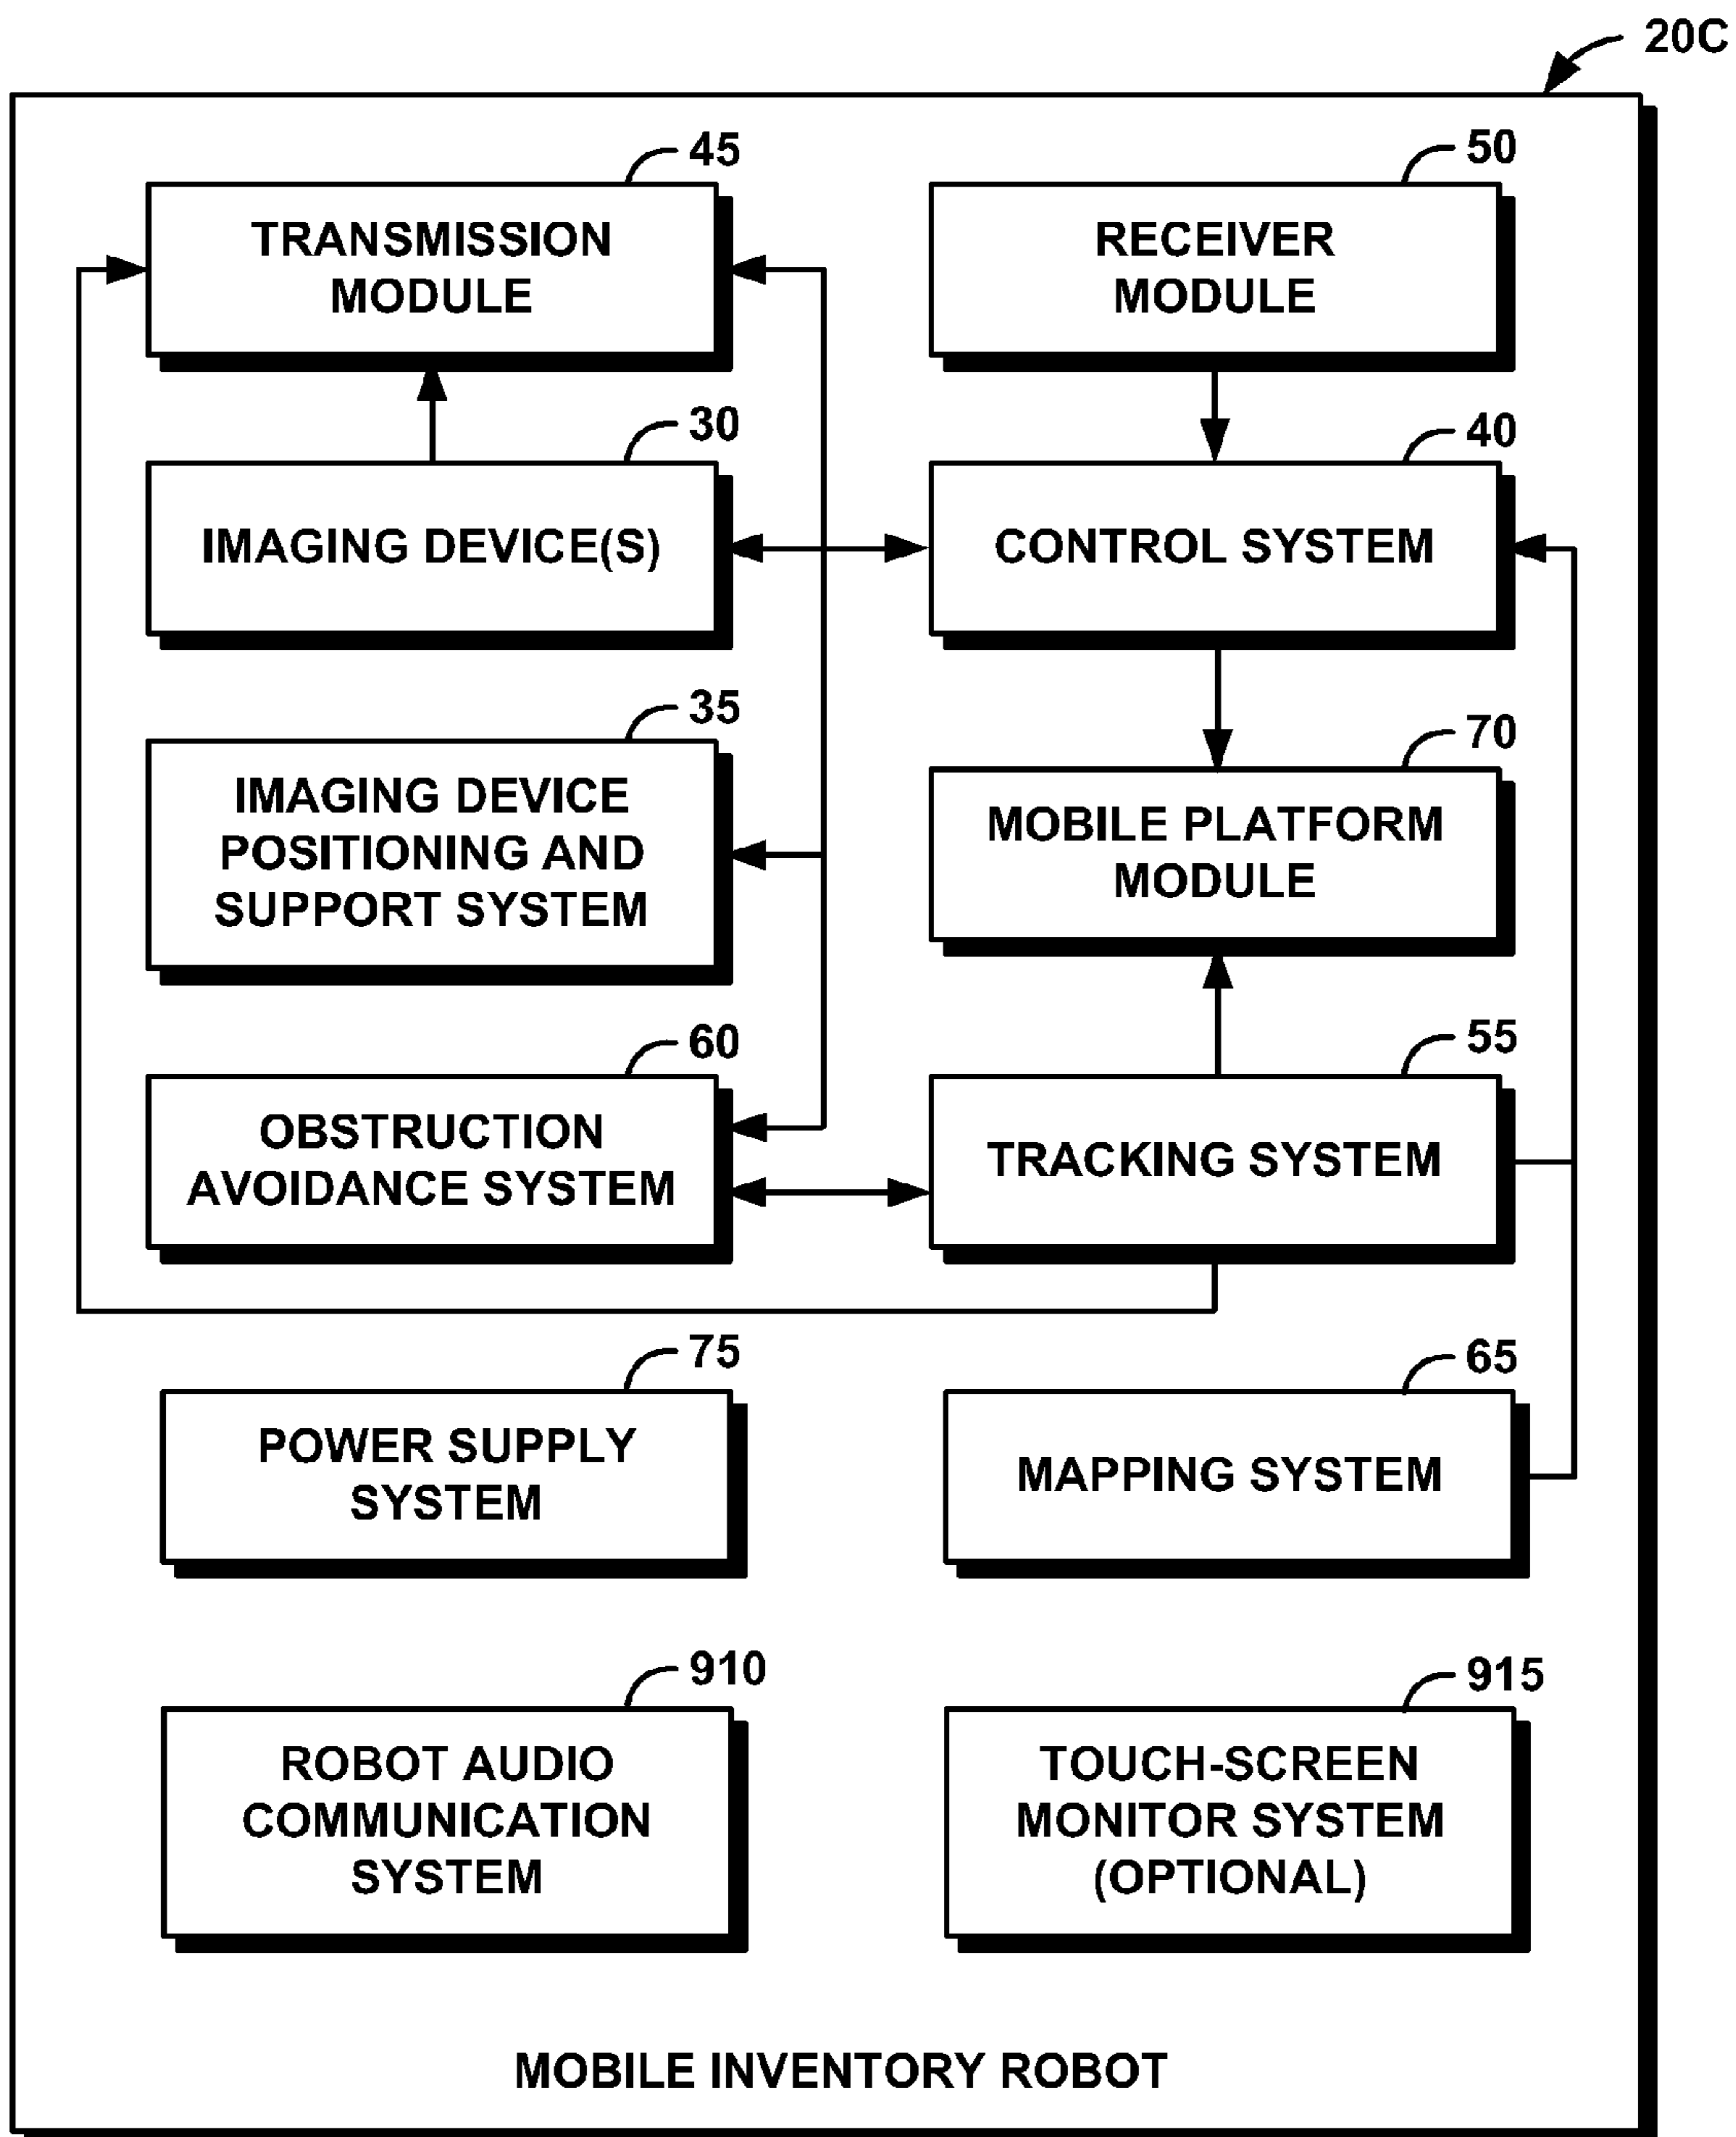 20C
45
TRANSMISSION
MODULE
50
RECEIVER
MODULE
30
IMAGING DEVICE(S)
40
CONTROL SYSTEM
35
IMAGING DEVICE
POSITIONING AND
SUPPORT SYSTEM
70
MOBILE PLATFORM
MODULE
60
OBSTRUCTION
AVOIDANCE SYSTEM
55
TRACKING SYSTEM
75
POWER SUPPLY
SYSTEM
65
MAPPING SYSTEM
910
ROBOT AUDIO
COMMUNICATION
SYSTEM
915
TOUCH-SCREEN
MONITOR SYSTEM
(OPTIONAL)
MOBILE INVENTORY ROBOT